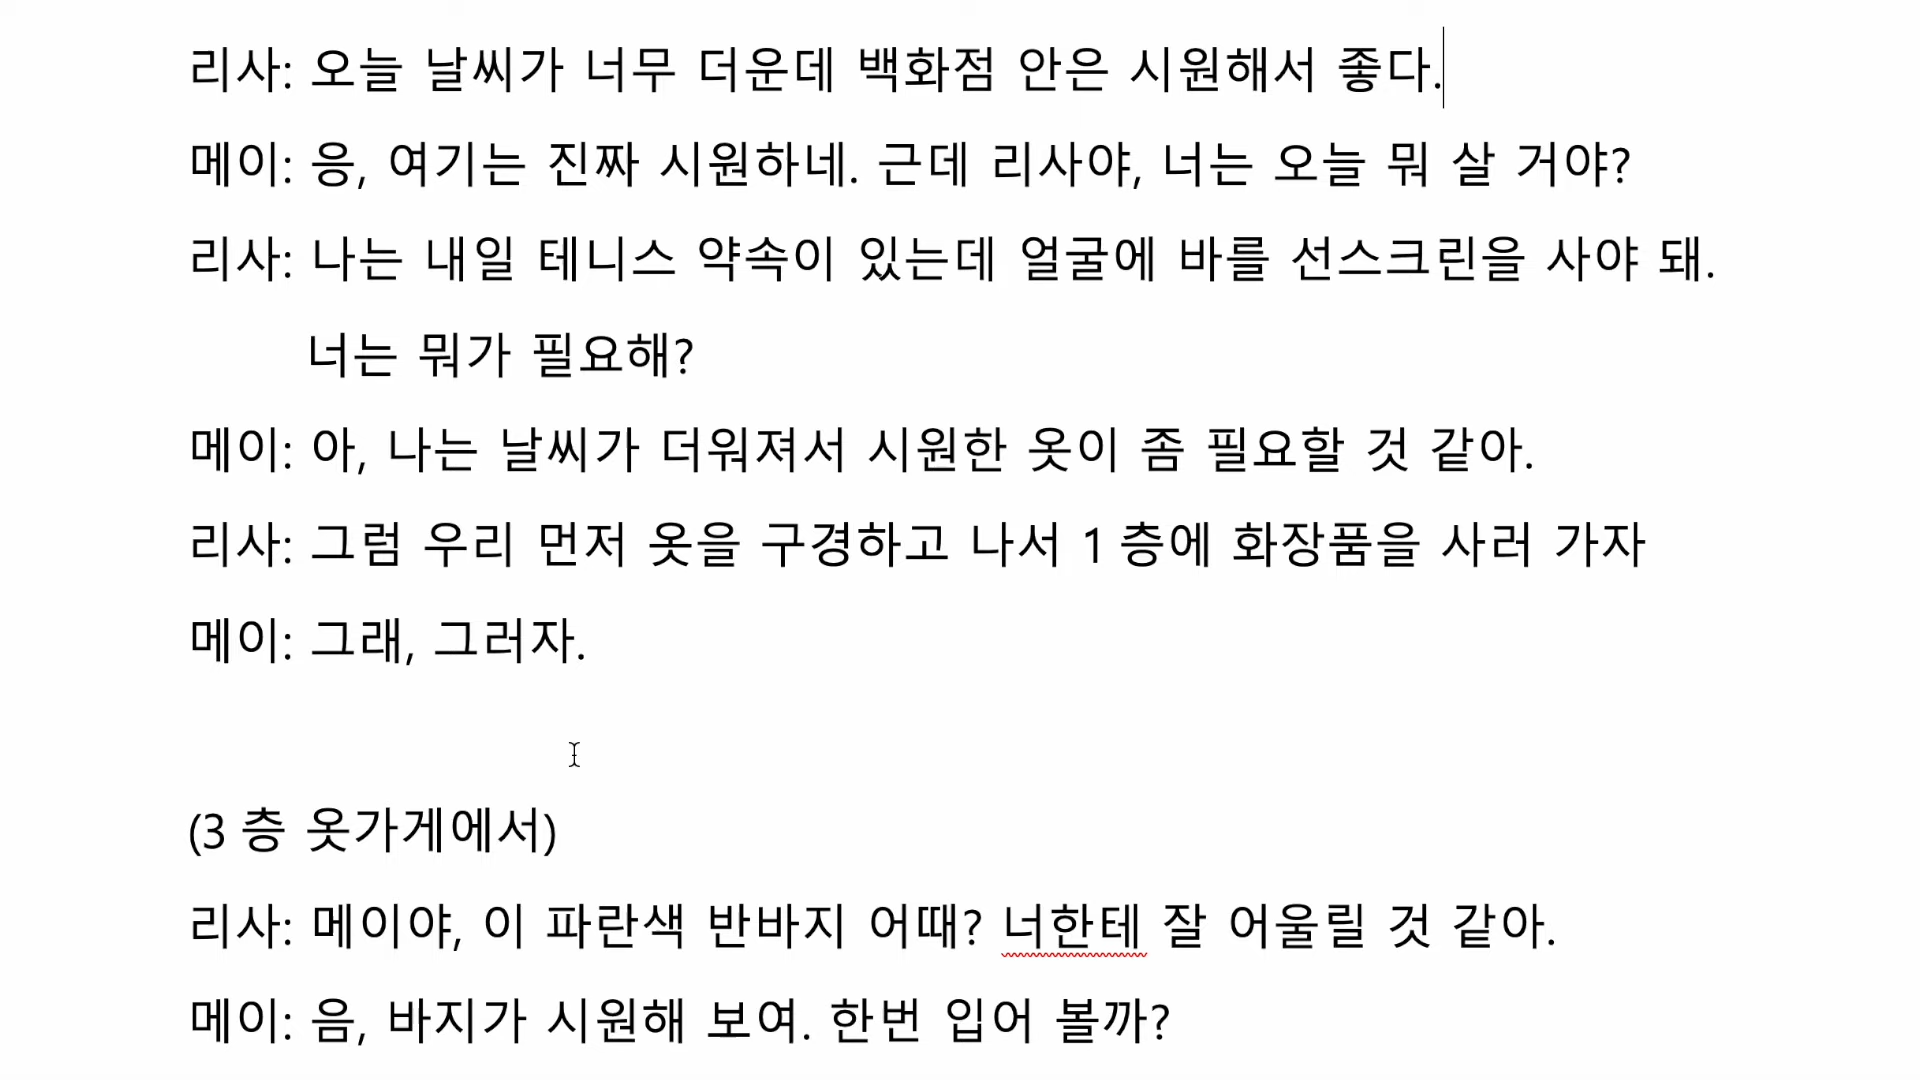 리사: 오늘 날씨가 너무 더운데 백화점 안은 시원해서 좋다.
메이: 응, 여기는 진짜 시원하네. 근데 리사야, 너는 오늘 뭐 살 거야?
리사: 나는 내일 테니스 약속이 있는데 얼굴에 바를 선스크린을 사야 돼.
너는 뭐가 필요해?
메이: 아, 나는 날씨가 더워져서 시원한 옷이 좀 필요할 것 같아.
리사: 그럼 우리 먼저 옷을 구경하고 나서 1층에 화장품을 사러 가자
메이: 그래, 그러자.
(3층 옷가게에서)
리사: 메이야, 이 파란색 반바지 어때? 너한테 잘 어울릴 것 같아.
메이: 음, 바지가 시원해 보여. 한번 입어 볼까?